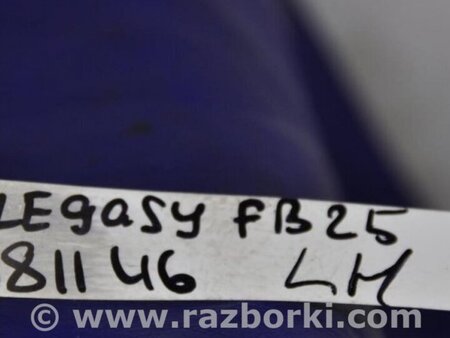 LEgasy FB25
81146 LH
© www.razborki.com